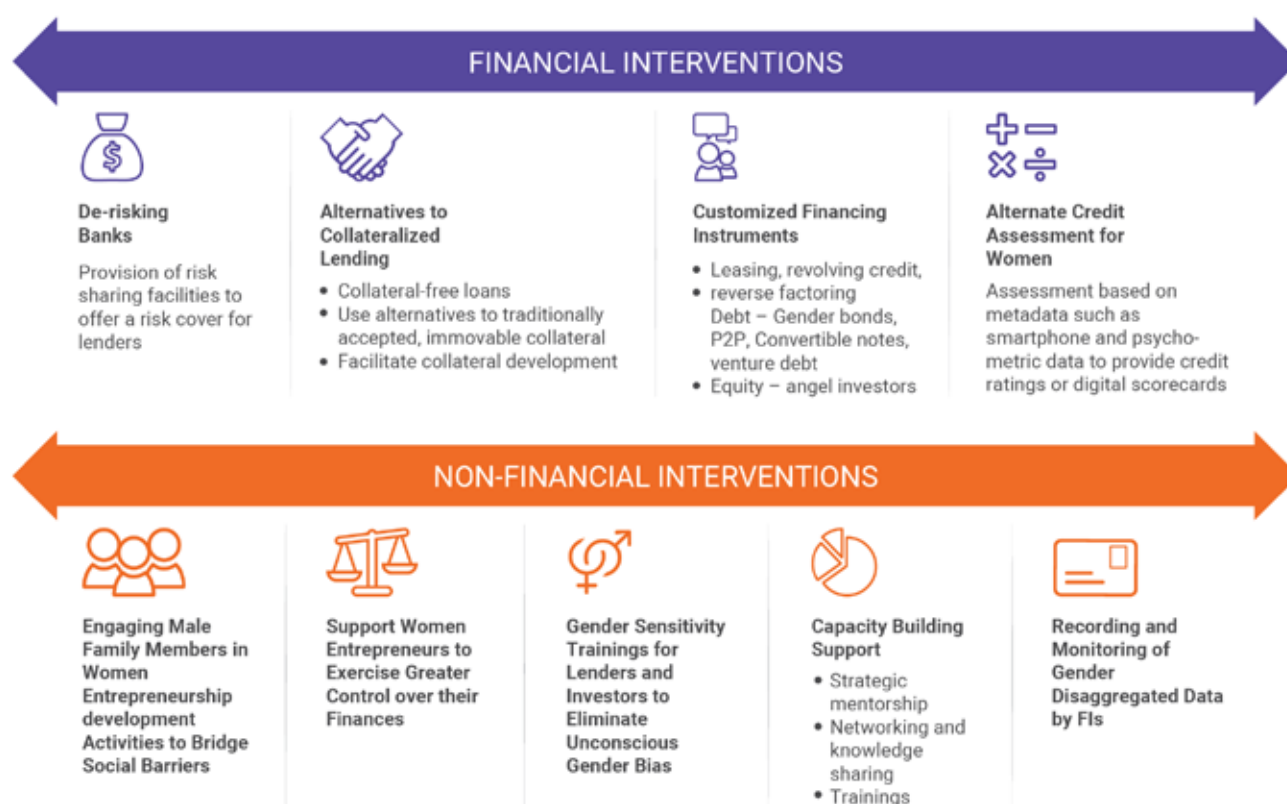 FINANCIAL INTERVENTIONS
$
De-risking
Banks
Provision of risk
sharing facilities to
offer a risk cover for
lenders
Alternatives to
Collateralized
Lending
• Collateral-free loans
• Use alternatives to traditionally
accepted, immovable collateral
• Facilitate collateral development
Customized Financing
Instruments
• Leasing, revolving credit,
• reverse factoring
Debt – Gender bonds,
P2P, Convertible notes,
venture debt
• Equity – angel investors
Alternate Credit
Assessment for
Women
Assessment based on
metadata such as
smartphone and psycho-
metric data to provide credit
ratings or digital scorecards
NON-FINANCIAL INTERVENTIONS
Engaging Male
Family Members in
Women
Entrepreneurship
development
Activities to Bridge
Social Barriers
Support Women
Entrepreneurs to
Exercise Greater
Control over their
Finances
Gender Sensitivity
Trainings for
Lenders and
Investors to
Eliminate
Unconscious
Gender Bias
Capacity Building
Support
• Strategic
mentorship
• Networking and
knowledge
sharing
• Trainings
Recording and
Monitoring of
Gender
Disaggregated Data
by FIs